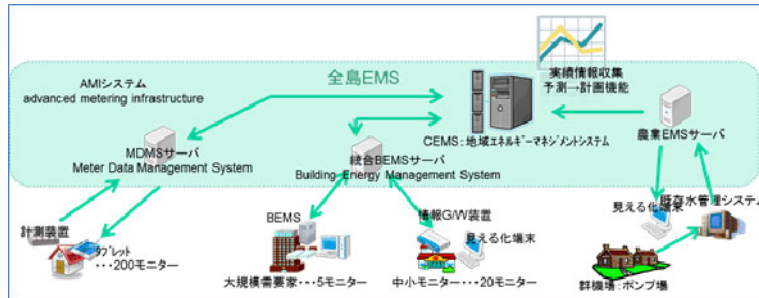 全島EMS
AMIシステム
advanced metering infrastructure
実績情報収集
予測→計画機能
CEMS：地域エネルギーマネジメントシステム
農業EMSサーバ
MDMSサーバ
Meter Data Management System
統合BEMSサーバ
Building Energy Management System
計測装置
タブレット
・・・200モニター
BEMS
大規模需要家・・・5モニター
情報G/W装置
見える化端末
中小モニター・・・20モニター
見える化端末
既存水管理システム
群機場：ポンプ場